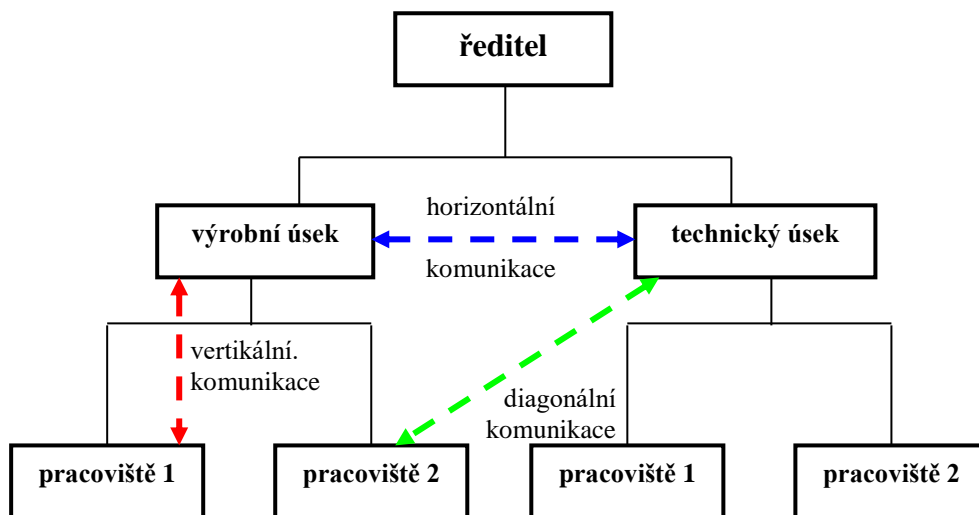 ředitel
horizontální
výrobní úsek
technický úsek
komunikace
vertikální.
komunikace
diagonální
komunikace
pracoviště 1
pracoviště 2
pracoviště 1
pracoviště 2